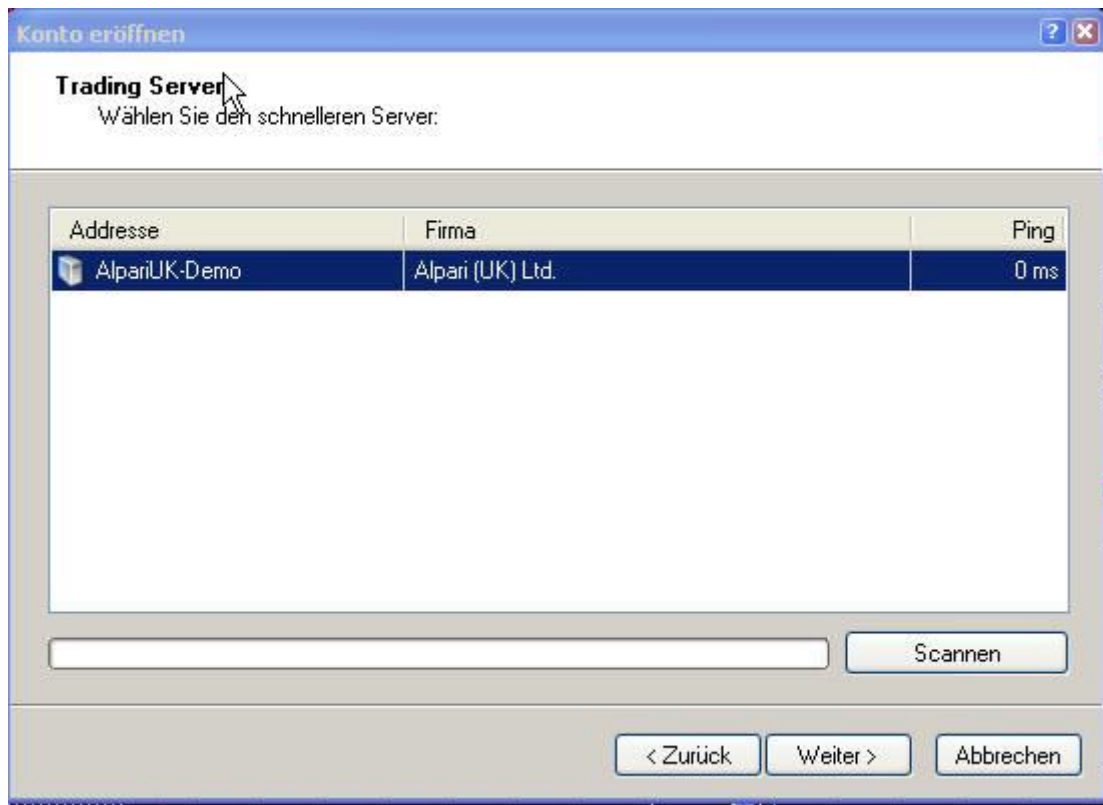 Konto eröffnen
Trading Server
Wählen Sie den schnelleren Server:
Addresse Firma Ping
AlpariUK-Demo Alpari (UK) Ltd. 0 ms
Scannen
< Zurück Weiter > Abbrechen